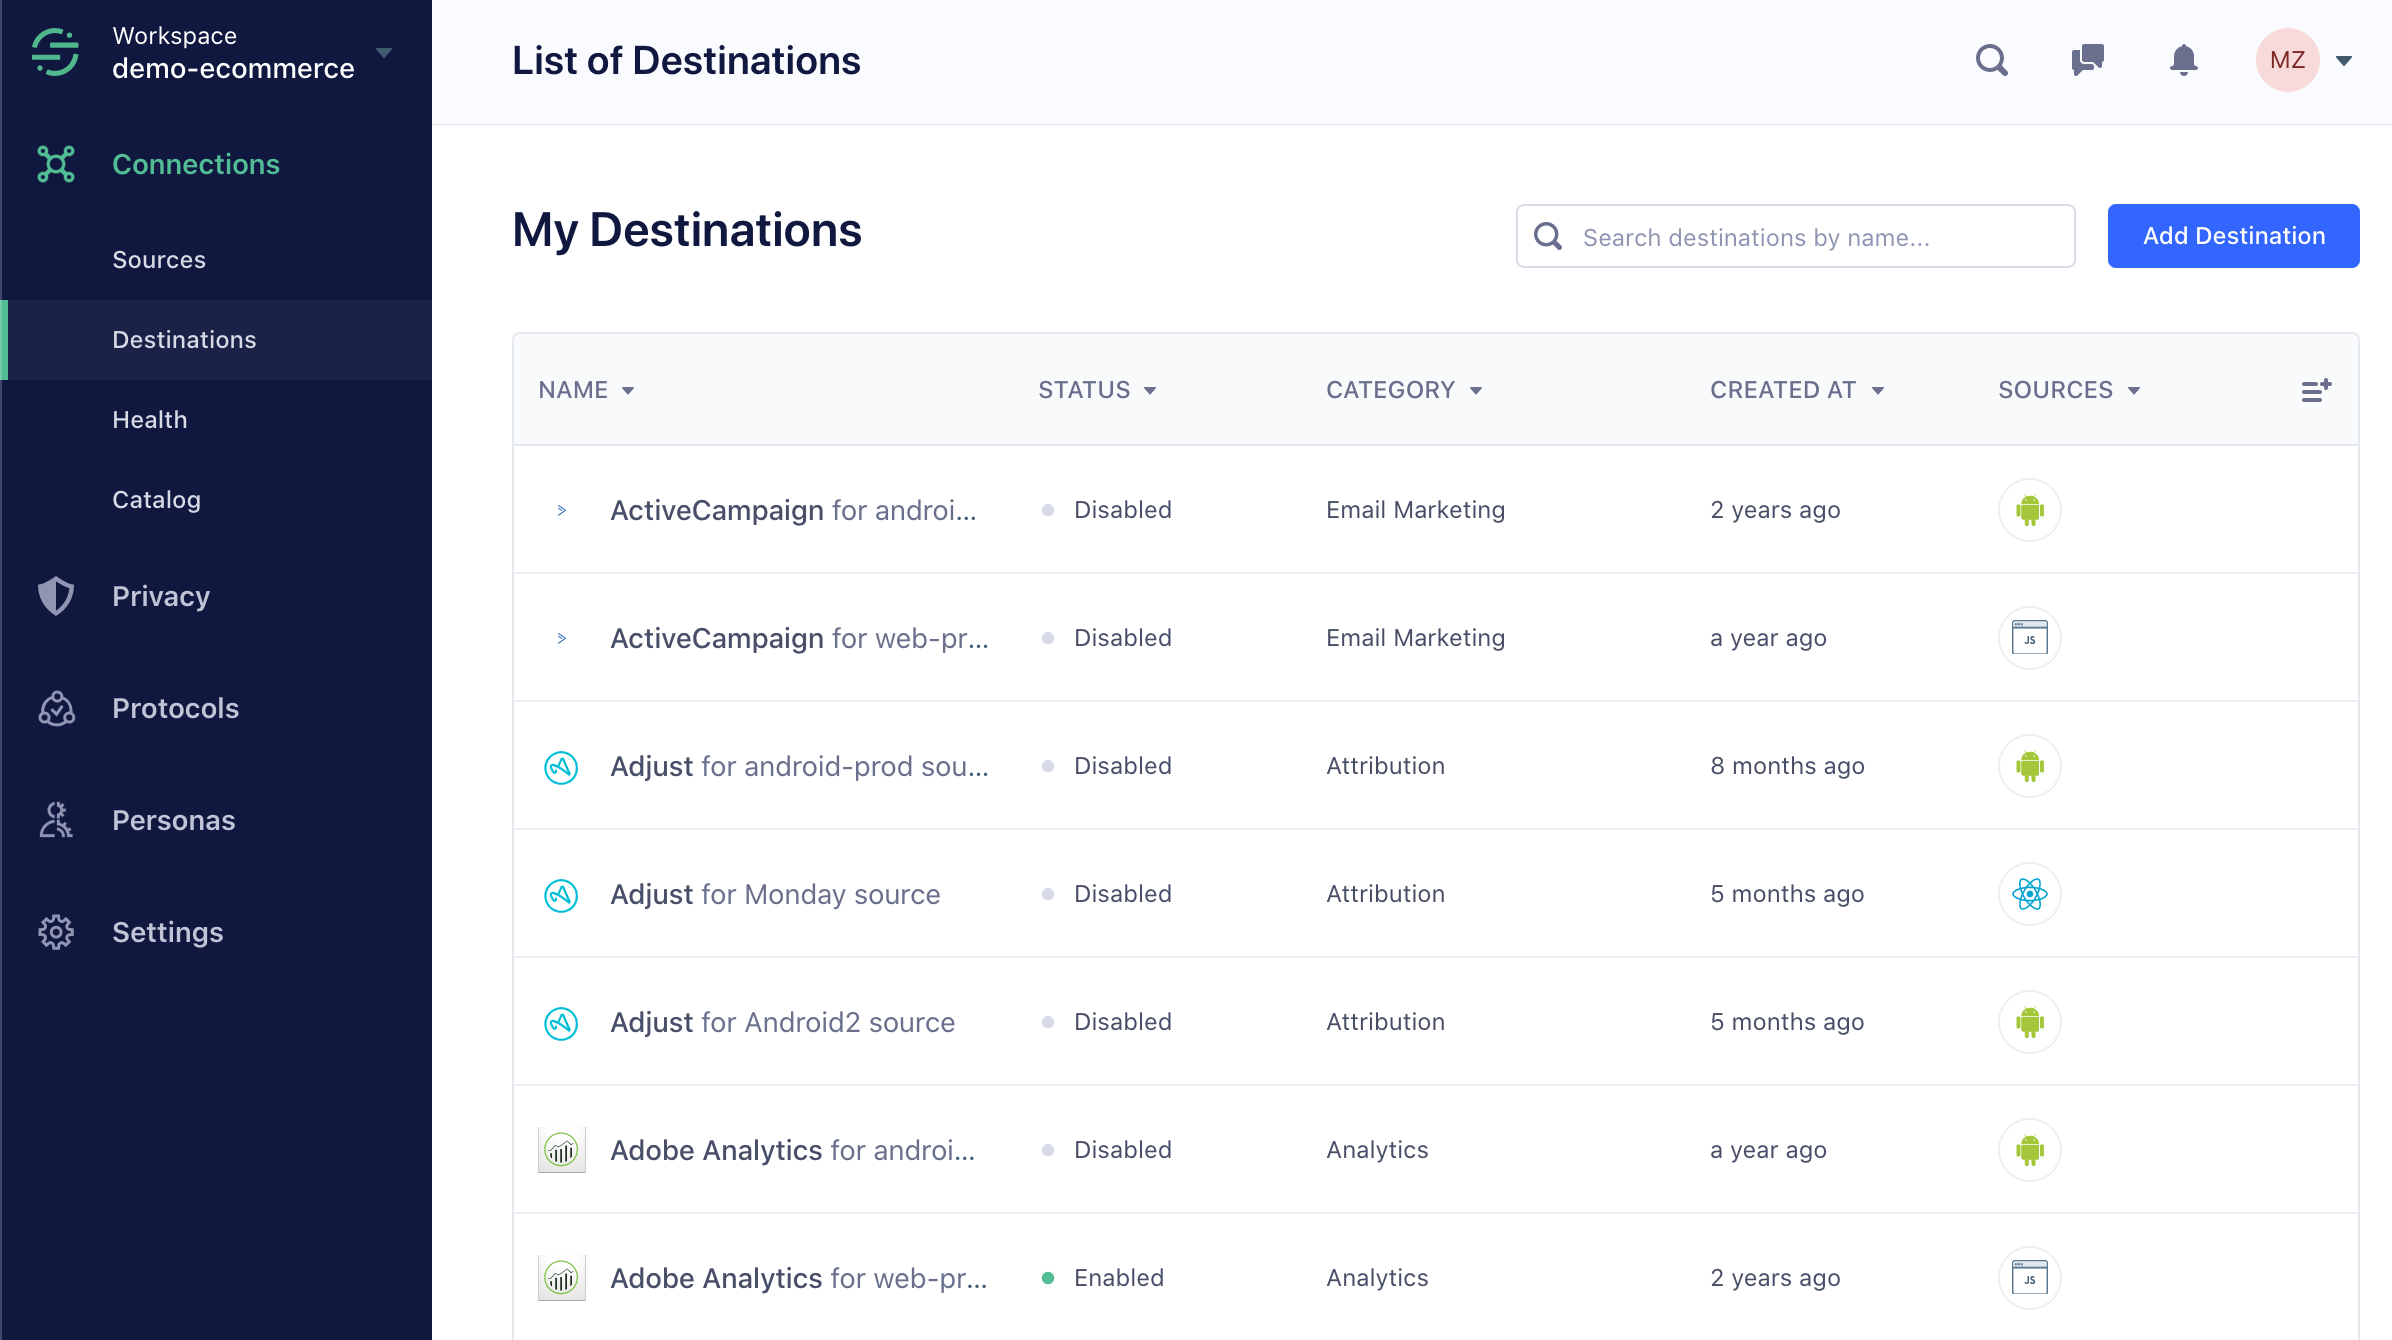 Workspace
demo-ecommerce
Connections
Sources
Destinations
Health
Catalog
Privacy
Protocols
Personas
Settings
List of Destinations
MZ
My Destinations
Search destinations by name...
Add Destination
NAME STATUS CATEGORY CREATED AT SOURCES
ActiveCampaign for androi... Disabled Email Marketing 2 years ago
ActiveCampaign for web-pr... Disabled Email Marketing a year ago JS
Adjust for android-prod sou... Disabled Attribution 8 months ago
Adjust for Monday source Disabled Attribution 5 months ago
Adjust for Android2 source Disabled Attribution 5 months ago
Adobe Analytics for androi... Disabled Analytics a year ago
Adobe Analytics for web-pr... Enabled Analytics 2 years ago JS